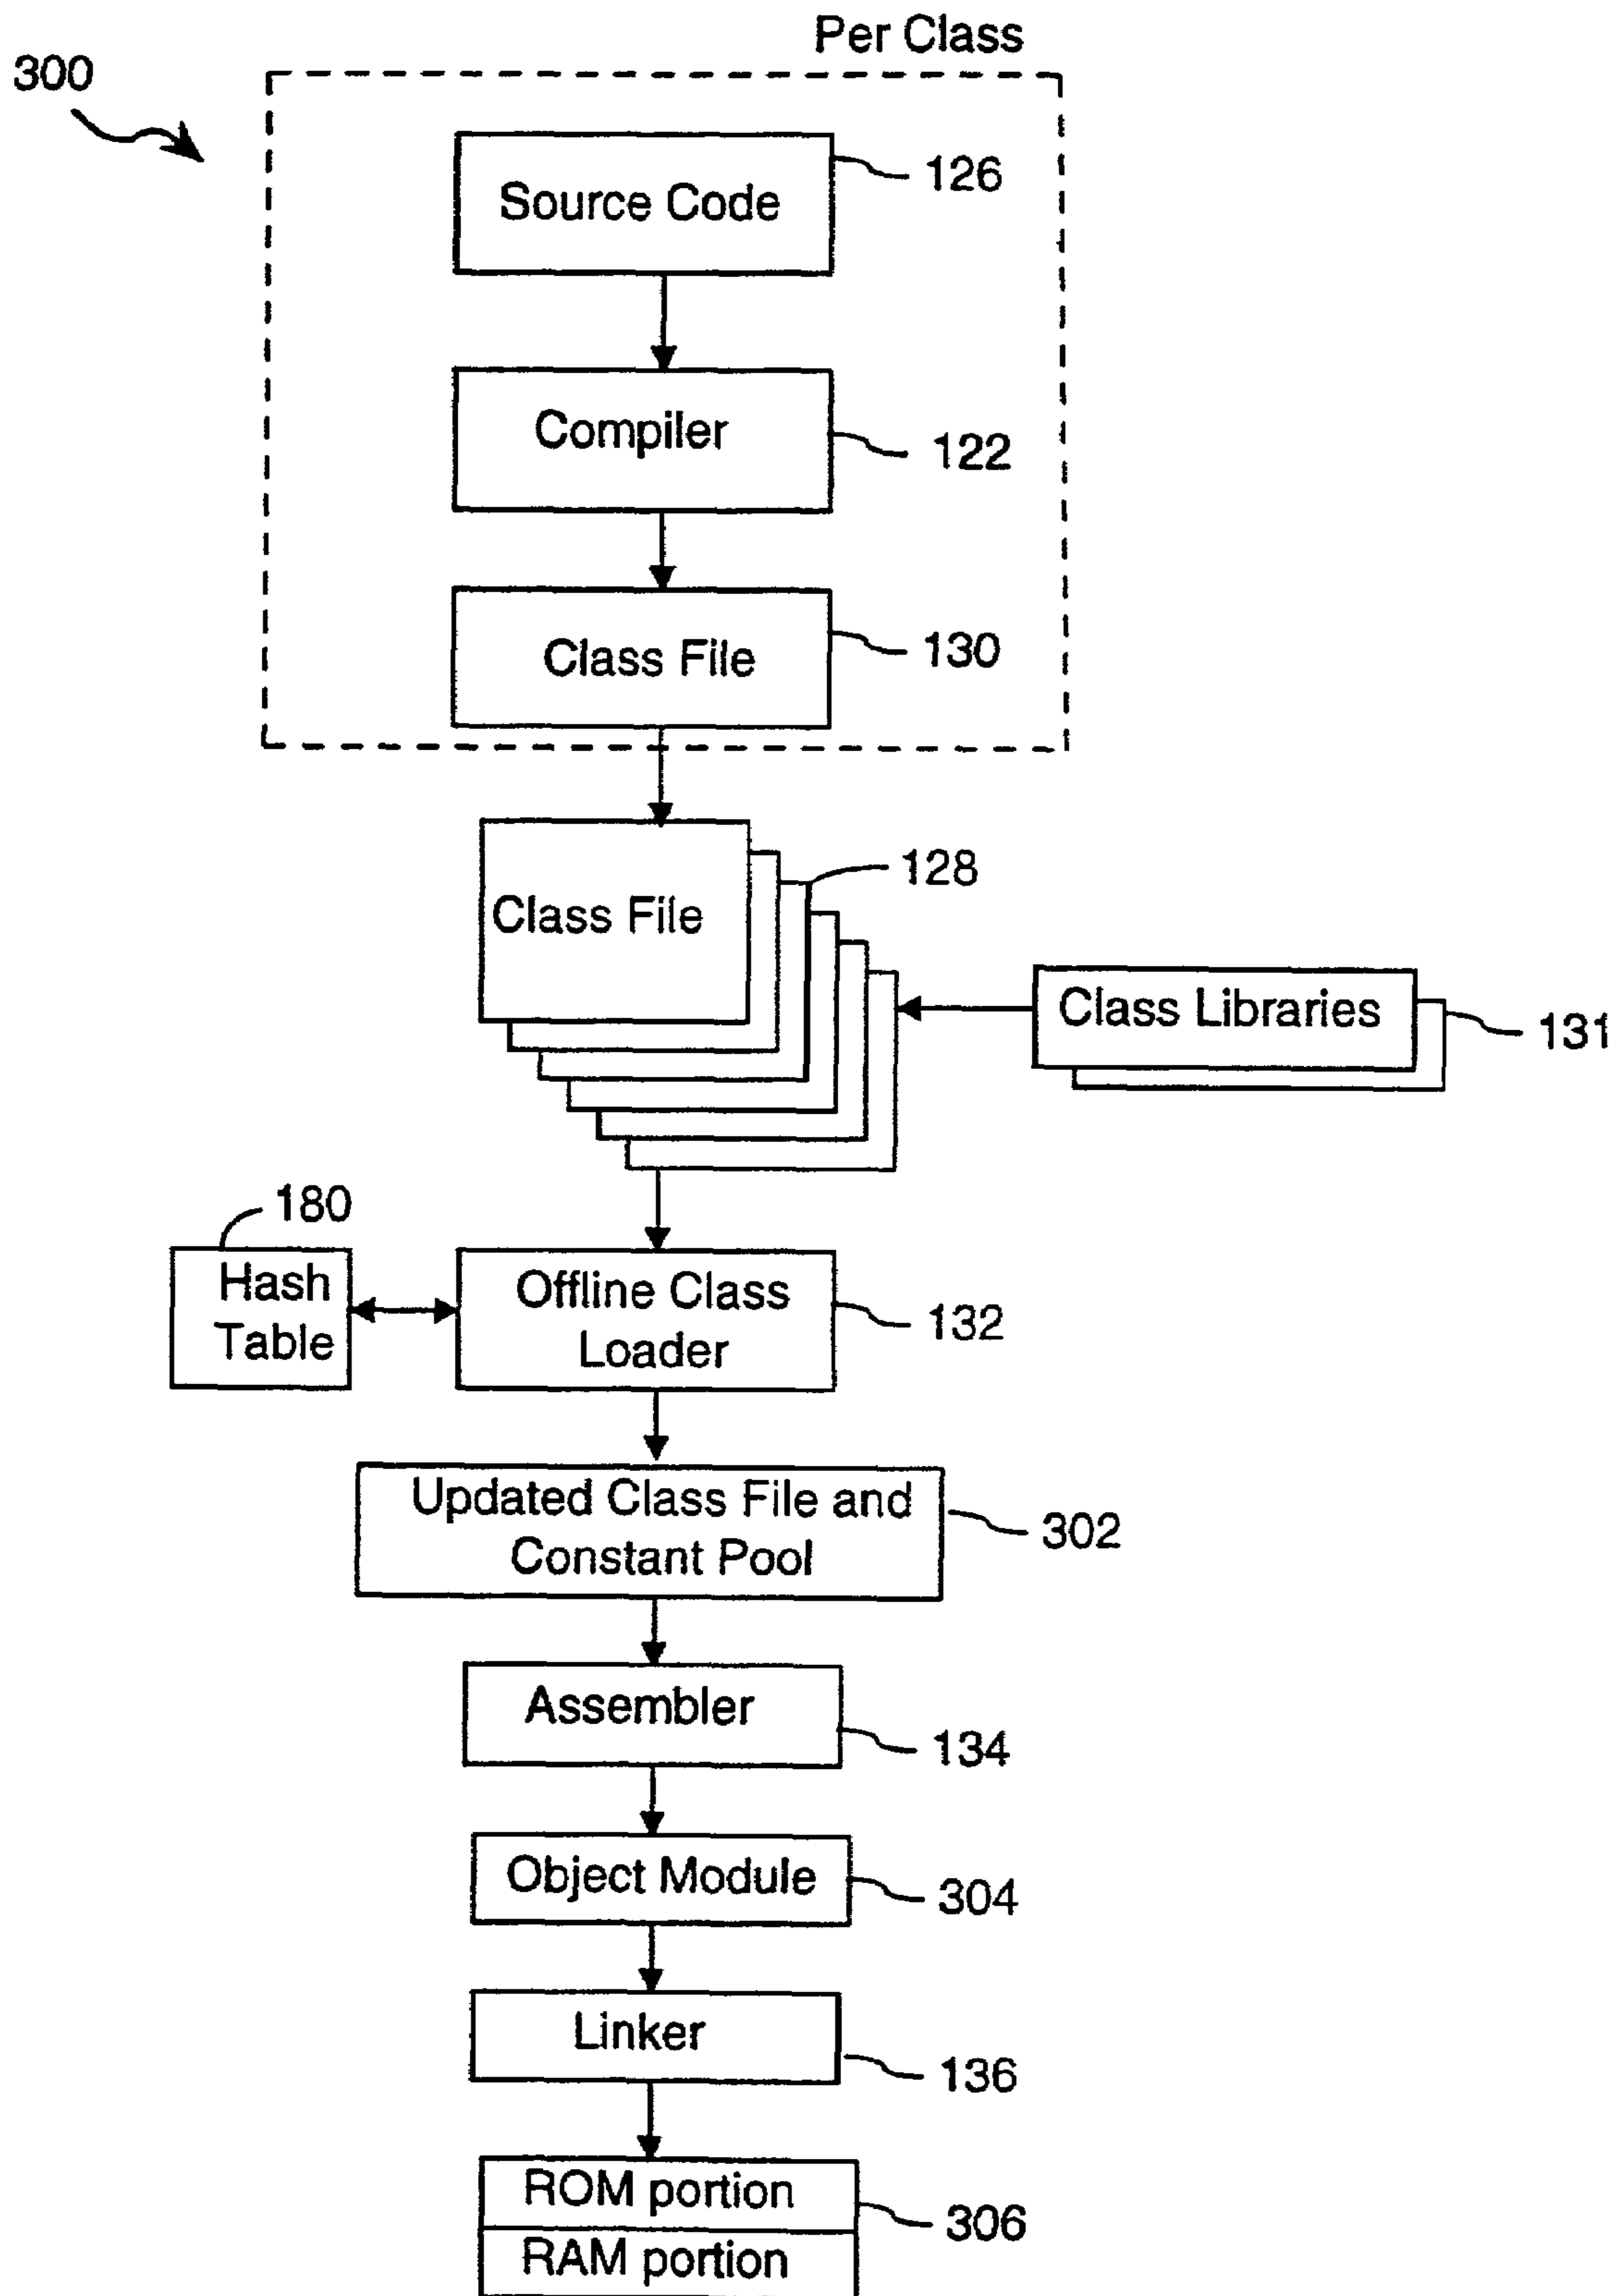 Per Class
300
Source Code
126
Compiler
122
Class File
130
Class File
128
Class Libraries
131
180
Hash
Table
Offline Class
Loader
132
Updated Class File and
Constant Pool
302
Assembler
134
Object Module
304
Linker
136
ROM portion
306
RAM portion